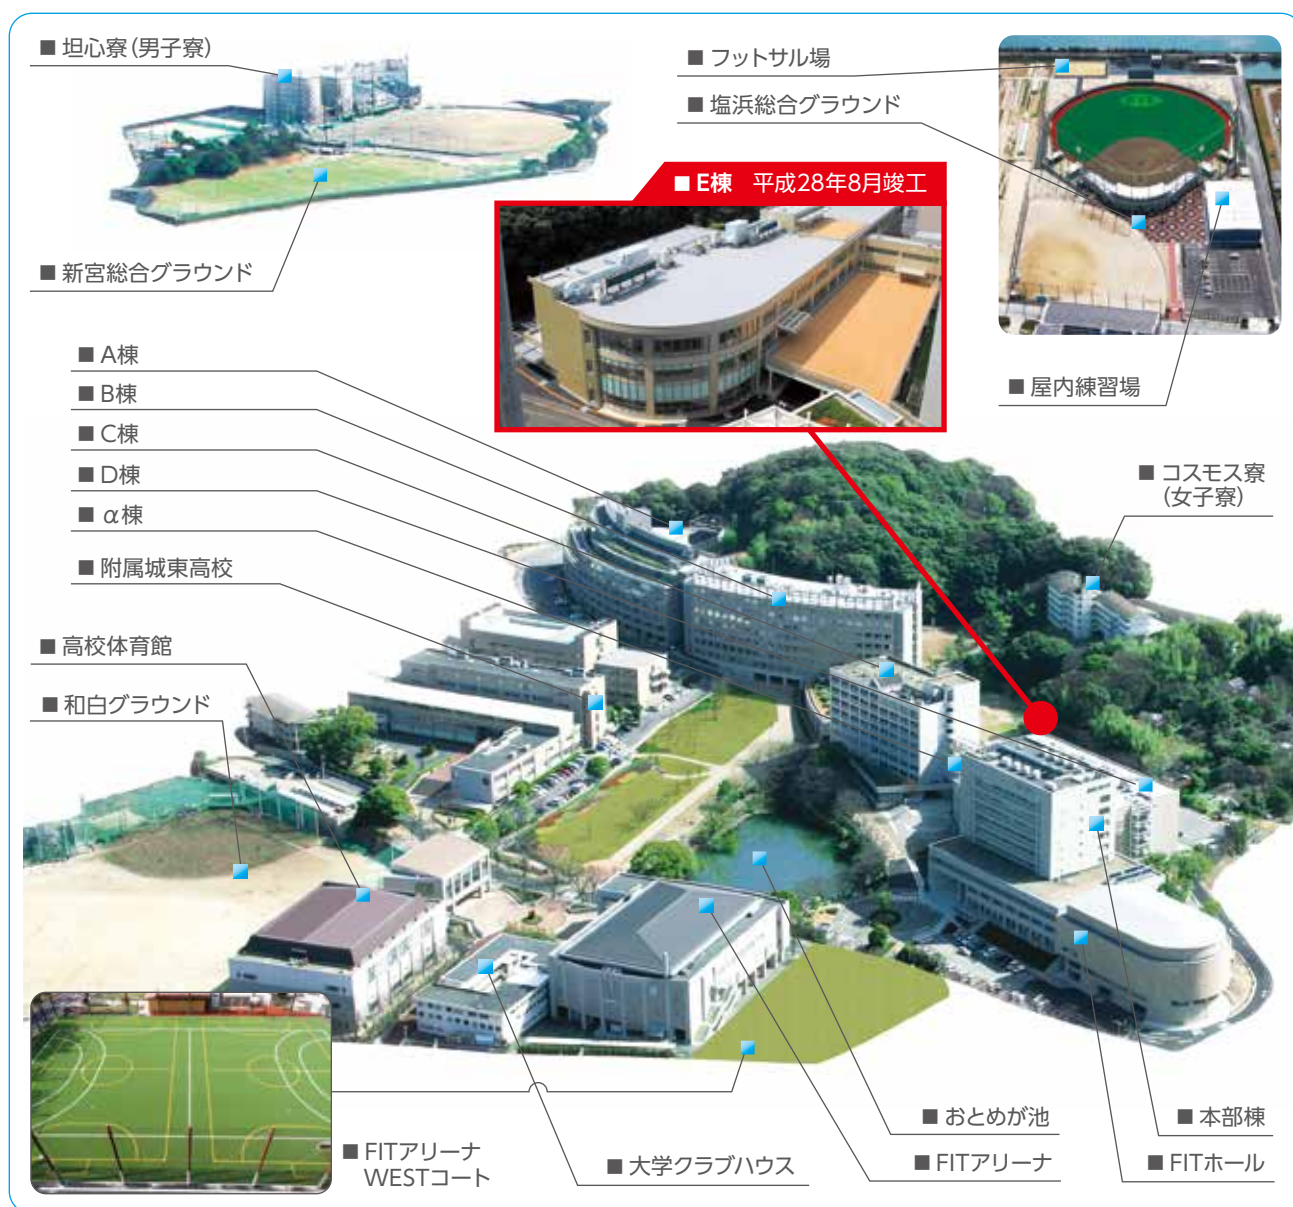 ■ 坦心寮(男子寮)
■ フットサル場
■ 塩浜総合グラウンド
■ E棟 平成28年8月竣工
■ 新宮総合グラウンド
■ 屋内練習場
■ A棟
■ B棟
■ C棟
■ D棟
■ α棟
■ 附属城東高校
■ コスモス寮
(女子寮)
■ 高校体育館
■ 和白グラウンド
■ おとめが池
■ 本部棟
■ FITアリーナ
WESTコート
■ 大学クラブハウス
■ FITアリーナ
■ FITホール